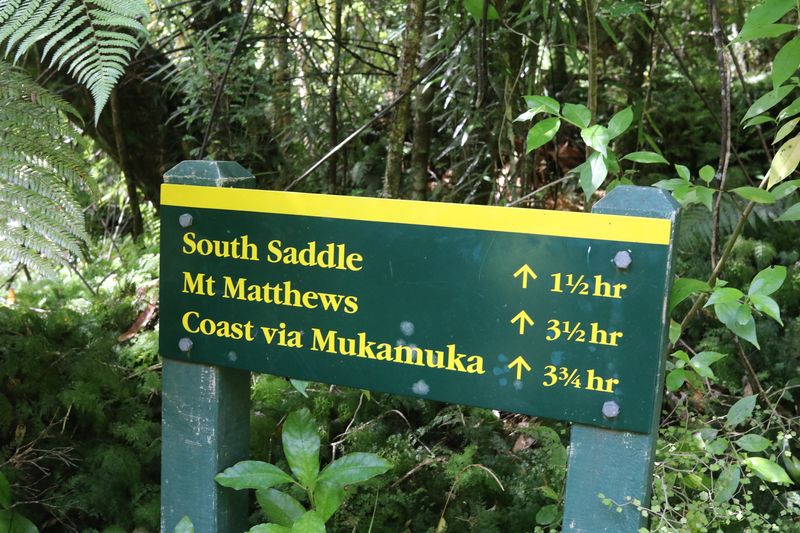 South Saddle ↑ 1½ hr
Mt Matthews ↑ 3½ hr
Coast via Mukamuka ↑ 3¾ hr